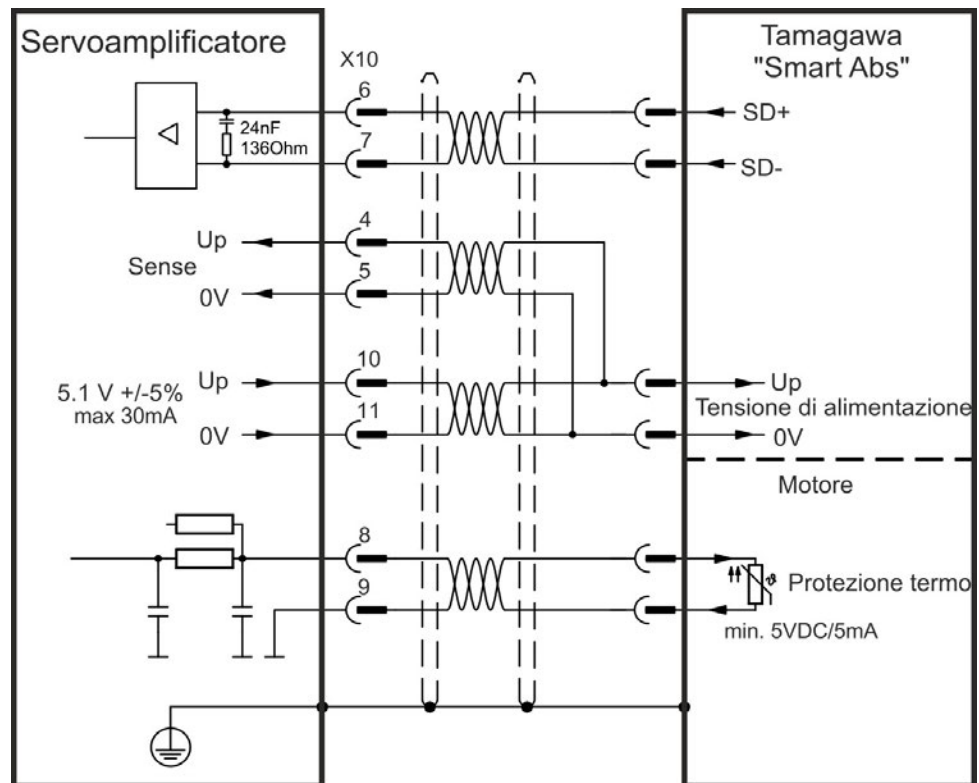 Servoamplificatore
X10
Tamagawa
"Smart Abs"
6
SD+
24nF
136Ohm
7
SD-
4
Up
Sense
5
0V
10
5.1 V +/-5%
max 30mA
Up
Up
Tensione di alimentazione
11
0V
0V
Motore
8
9
Protezione termo
min. 5VDC/5mA